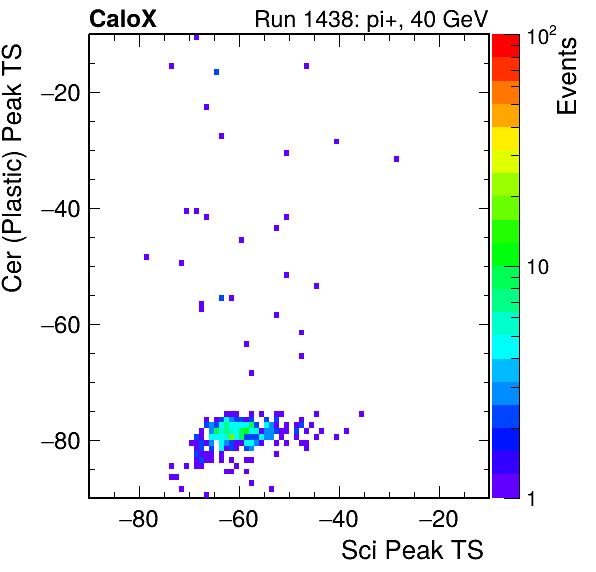 CaloX Run 1438: pi+, 40 GeV
Cer (Plastic) Peak TS
−20
−40
−60
−80
−80 −60 −40 −20
Sci Peak TS
10²
10
1
Events